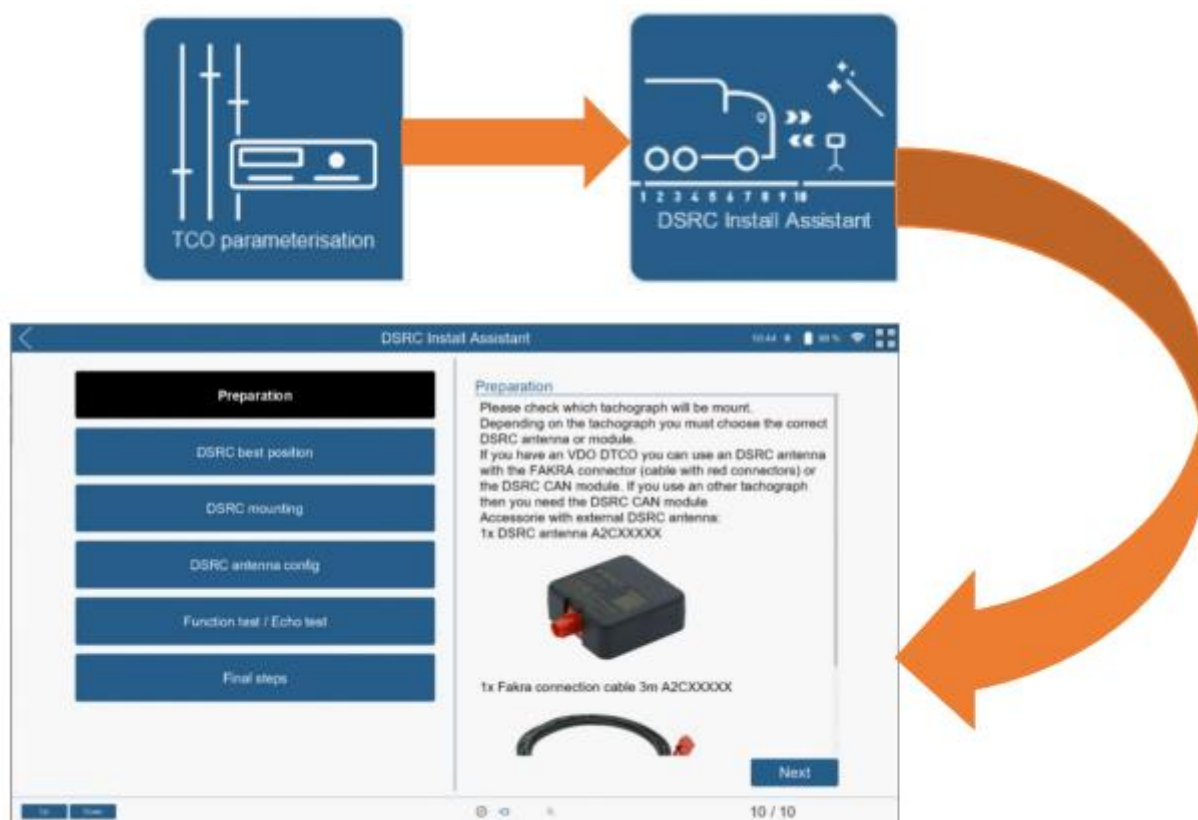 TCO parameterisation
1 2 3 4 5 6 7 8 9 10
DSRC Install Assistant
DSRC Install Assistant
10:44
Preparation
DSRC best position
DSRC mounting
DSRC antenna config
Function test / Echo test
Final steps
Preparation
Please check which tachograph will be mount.
Depending on the tachograph you must choose the correct
DSRC antenna or module.
If you have an VDO DTCO you can use an DSRC antenna
with the FAKRA connector (cable with red connectors) or
the DSRC CAN module. If you use an other tachograph
then you need the DSRC CAN module
Accessorie with external DSRC antenna:
1x DSRC antenna A2CXXXXX
1x Fakra connection cable 3m A2CXXXXX
Next
10 / 10